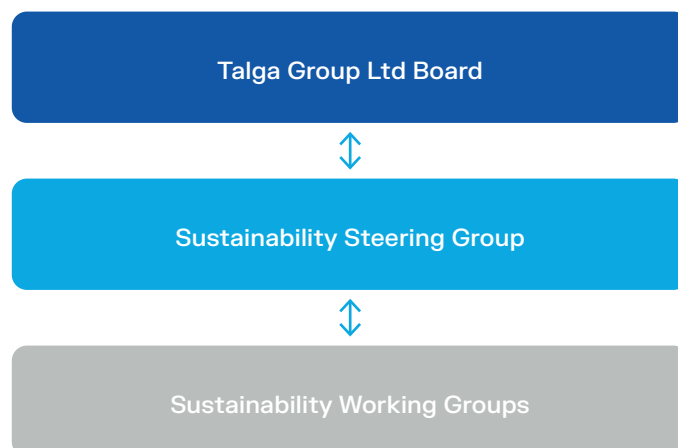 Talga Group Ltd Board
Sustainability Steering Group
Sustainability Working Groups